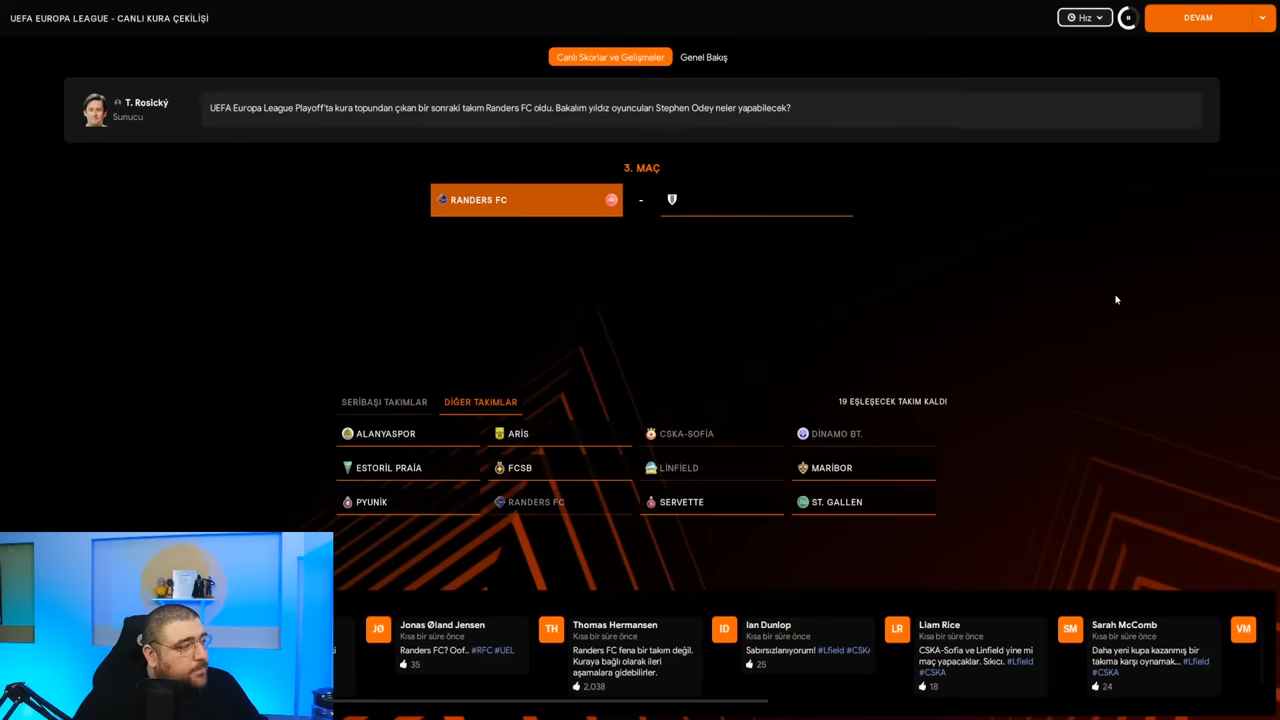 UEFA EUROPA LEAGUE - CANLI KURA ÇEKİLİŞİ
Hız
DEVAM
Canlı Skorlar ve Gelişmeler
Genel Bakış
T. Rosický
Sunucu
UEFA Europa League Playoff'ta kura topundan çıkan bir sonraki takım Randers FC oldu. Bakalım yıldız oyuncuları Stephen Odey neler yapabilecek?
3. MAÇ
RANDERS FC
-
SERİBAŞI TAKIMLAR
DİĞER TAKIMLAR
19 EŞLEŞECEK TAKIM KALDI
ALANYASPOR
ARİS
CSKA-SOFİA
DİNAMO BT.
ESTORİL PRAİA
FCSB
LİNFİELD
MARİBOR
PYUNİK
RANDERS FC
SERVETTE
ST. GALLEN
JØ
Jonas Øland Jensen
Kısa bir süre önce
Randers FC? Oof.. #RFC #UEL
35
TH
Thomas Hermansen
Kısa bir süre önce
Randers FC fena bir takım değil.
Kuraya bağlı olarak ileri
aşamalara gidebilirler.
2,038
ID
Ian Dunlop
Kısa bir süre önce
Sabırsızlanıyorum! #Lfield #CSKA
25
LR
Liam Rice
Kısa bir süre önce
CSKA-Sofia ve Linfield yine mi
maç yapacaklar. Sıkıcı. #Lfield
#CSKA
18
SM
Sarah McComb
Kısa bir süre önce
Daha yeni kupa kazanmış bir
takıma karşı oynamak... #Lfield
#CSKA
24
VM